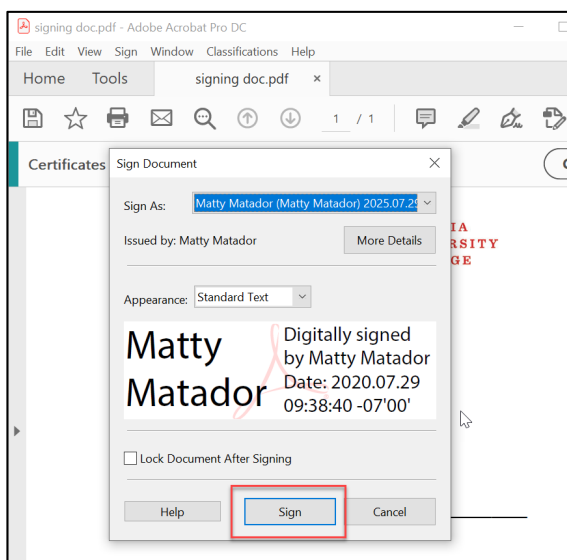 signing doc.pdf - Adobe Acrobat Pro DC
File Edit View Sign Window Classifications Help
Home Tools signing doc.pdf ×
1 / 1
Certificates
Sign Document
Sign As: Matty Matador (Matty Matador) 2025.07.29
Issued by: Matty Matador More Details
IA
RSITY
GE
Appearance: Standard Text
Matty
Matador
Digitally signed
by Matty Matador
Date: 2020.07.29
09:38:40 -07'00'
Lock Document After Signing
Help Sign Cancel